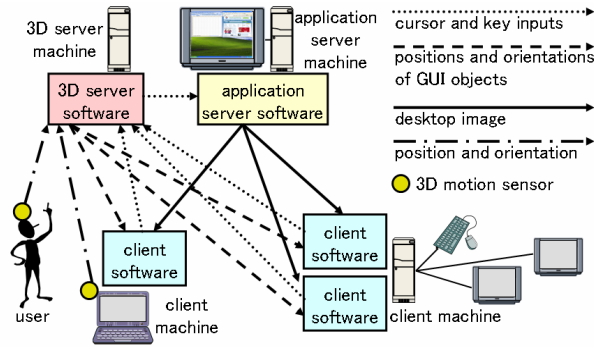 3D server
machine
application
server
machine
cursor and key inputs
positions and orientations
of GUI objects
desktop image
position and orientation
3D motion sensor
3D server
software
application
server software
client
software
client
software
client
software
user
client
machine
client machine